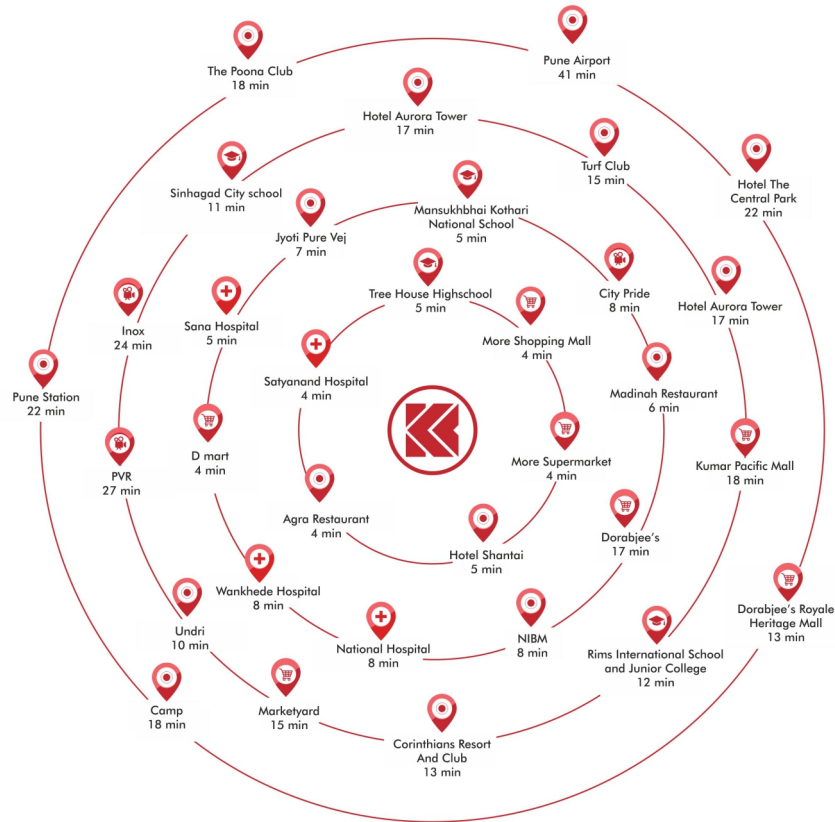 The Poona Club
18 min
Pune Airport
41 min
Hotel Aurora Tower
17 min
Turf Club
15 min
Hotel The
Central Park
22 min
Sinhagad City school
11 min
Mansukhbhai Kothari
National School
5 min
Jyoti Pure Vej
7 min
Tree House Highschool
5 min
City Pride
8 min
Hotel Aurora Tower
17 min
Inox
24 min
Sana Hospital
5 min
More Shopping Mall
4 min
Satyanand Hospital
4 min
Madinah Restaurant
6 min
Pune Station
22 min
D mart
4 min
More Supermarket
4 min
Kumar Pacific Mall
18 min
PVR
27 min
Agra Restaurant
4 min
Hotel Shantai
5 min
Dorabjee's
17 min
Wankhede Hospital
8 min
Dorabjee's Royale
Heritage Mall
13 min
Undri
10 min
National Hospital
8 min
NIBM
8 min
Rims International School
and Junior College
12 min
Camp
18 min
Marketyard
15 min
Corinthians Resort
And Club
13 min